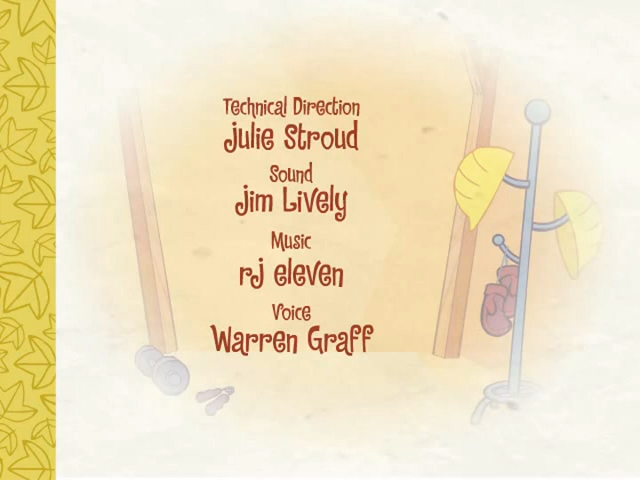 Technical Direction
julie Stroud
Sound
jim Lively
Music
rj eleven
Voice
Warren Graff